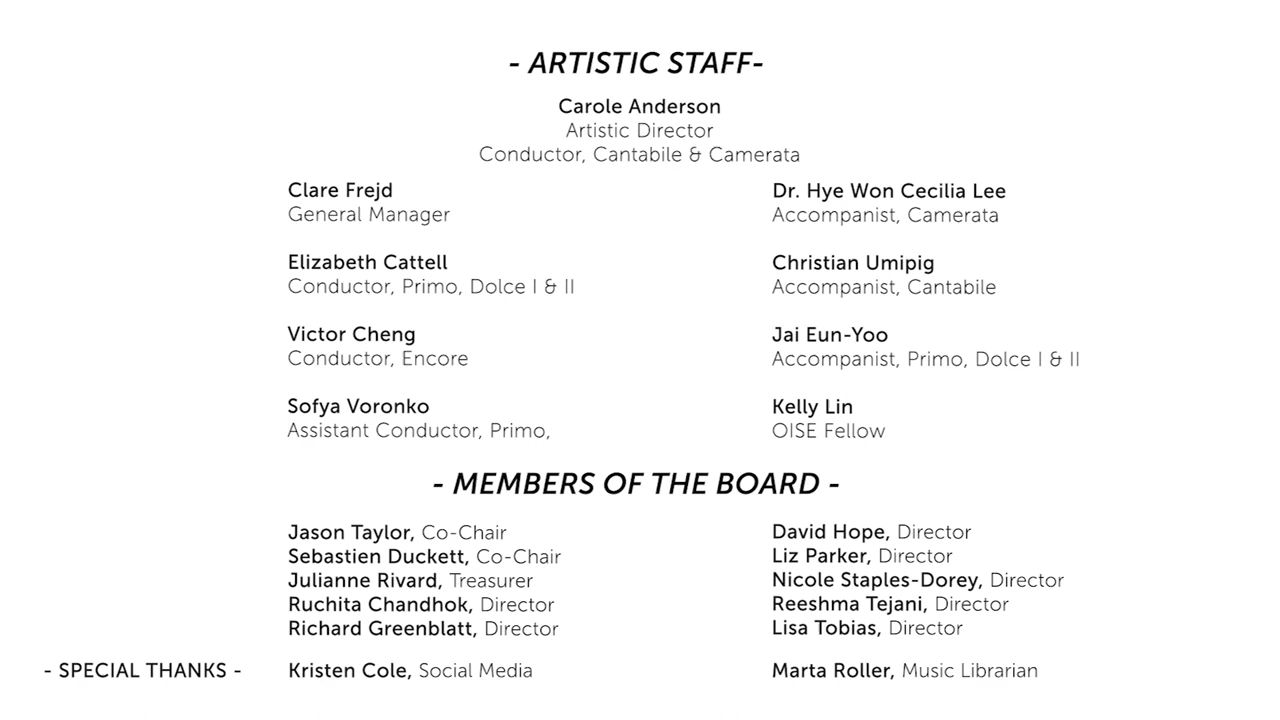 - ARTISTIC STAFF-
Carole Anderson
Artistic Director
Conductor, Cantabile & Camerata
Clare Frejd
General Manager
Elizabeth Cattell
Conductor, Primo, Dolce I & II
Victor Cheng
Conductor, Encore
Sofya Voronko
Assistant Conductor, Primo,
Dr. Hye Won Cecilia Lee
Accompanist, Camerata
Christian Umipig
Accompanist, Cantabile
Jai Eun-Yoo
Accompanist, Primo, Dolce I & II
Kelly Lin
OISE Fellow
- MEMBERS OF THE BOARD -
Jason Taylor, Co-Chair
Sebastien Duckett, Co-Chair
Julianne Rivard, Treasurer
Ruchita Chandhok, Director
Richard Greenblatt, Director
David Hope, Director
Liz Parker, Director
Nicole Staples-Dorey, Director
Reeshma Tejani, Director
Lisa Tobias, Director
- SPECIAL THANKS -
Kristen Cole, Social Media
Marta Roller, Music Librarian